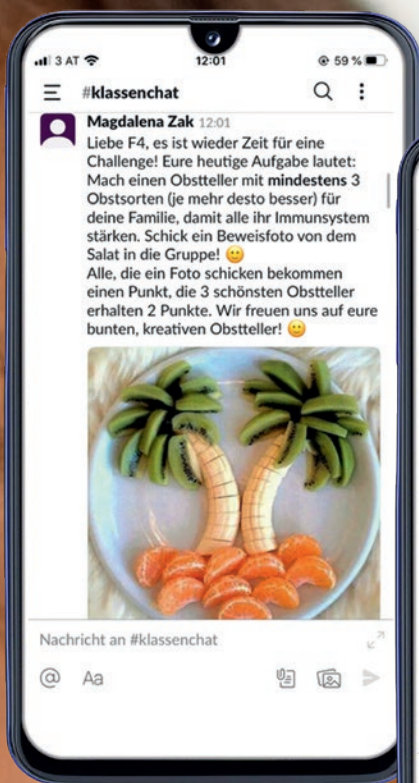 3 AT 12:01 59 %
#klassenchat
Magdalena Zak 12:01
Liebe F4, es ist wieder Zeit für eine
Challenge! Eure heutige Aufgabe lautet:
Mach einen Obstteller mit mindestens 3
Obstsorten (je mehr desto besser) für
deine Familie, damit alle ihr Immunsystem
stärken. Schick ein Beweisfoto von dem
Salat in die Gruppe! 🙂
Alle, die ein Foto schicken bekommen
einen Punkt, die 3 schönsten Obstteller
erhalten 2 Punkte. Wir freuen uns auf eure
bunten, kreativen Obstteller! 🙂
Nachricht an #klassenchat
@ Aa